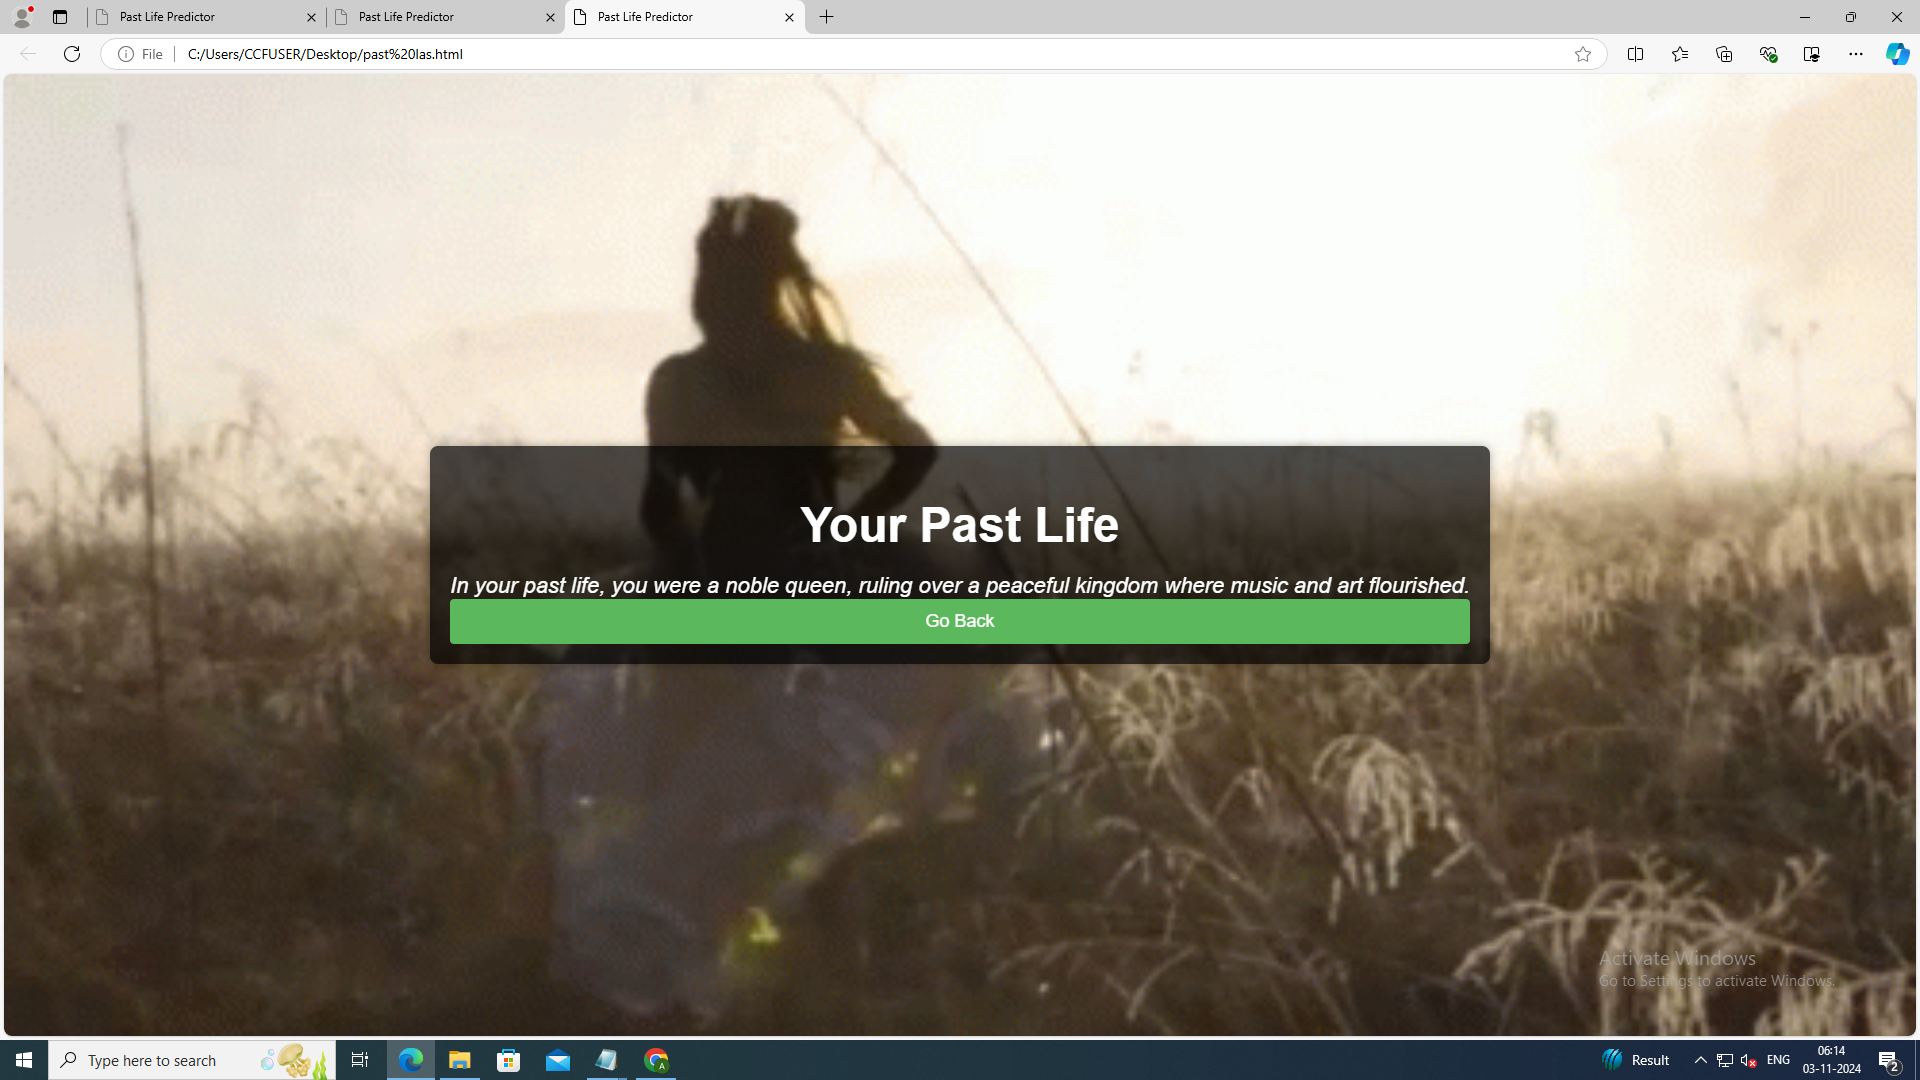 Past Life Predictor
Past Life Predictor
Past Life Predictor
File
C:/Users/CCFUSER/Desktop/past%20las.html
Your Past Life
In your past life, you were a noble queen, ruling over a peaceful kingdom where music and art flourished.
Go Back
Activate Windows
Go to Settings to activate Windows.
Type here to search
A
Result
ENG
06:14
03-11-2024
2